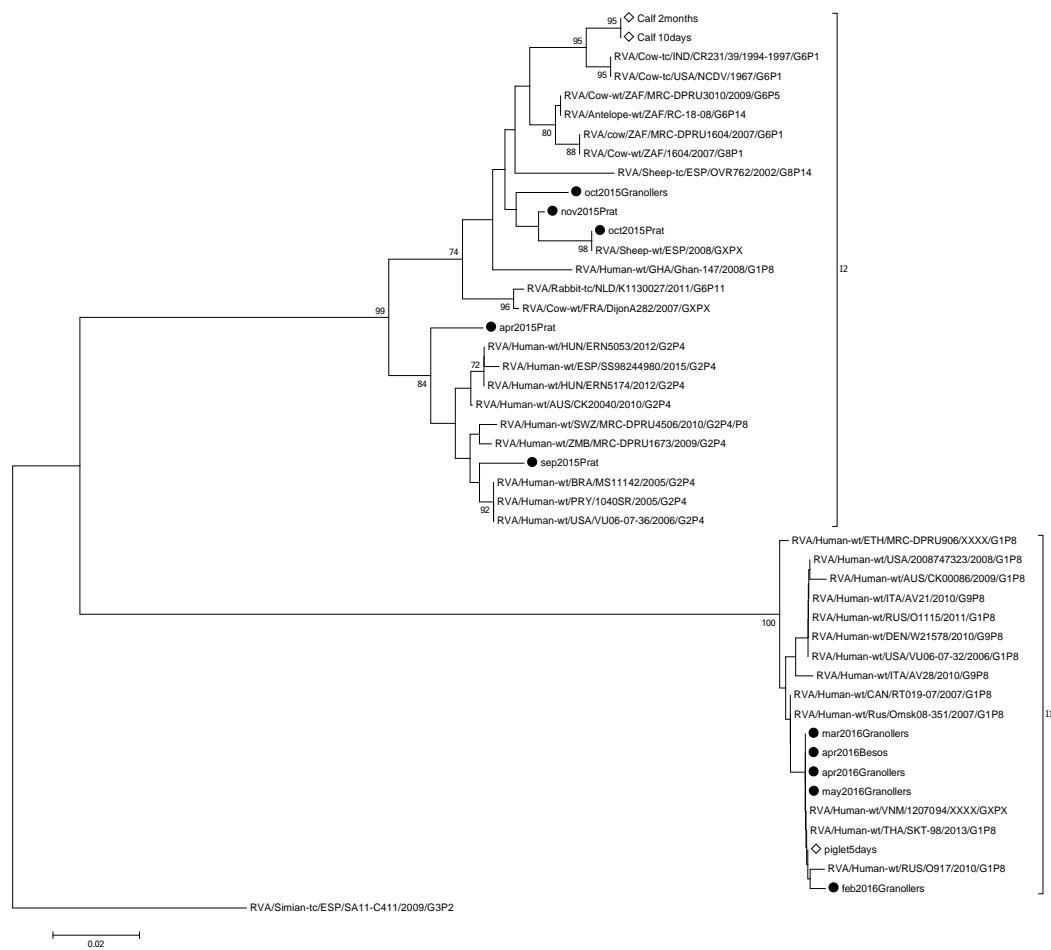 95
Calf 2months
95
Calf 10days
RVA/Cow-tc/IND/CR231/39/1994-1997/G6P1
95
RVA/Cow-tc/USA/NCDV/1967/G6P1
RVA/Cow-wt/ZAF/MRC-DPRU3010/2009/G6P5
RVA/Antelope-wt/ZAF/RC-18-08/G6P14
80
RVA/cow/ZAF/MRC-DPRU1604/2007/G6P1
88
RVA/Cow-wt/ZAF/1604/2007/G8P1
RVA/Sheep-tc/ESP/OVR762/2002/G8P14
oct2015Granollers
nov2015Prat
oct2015Prat
98
RVA/Sheep-wt/ESP/2008/GXPX
74
RVA/Human-wt/GHA/Ghan-147/2008/G1P8
I2
RVA/Rabbit-tc/NLD/K1130027/2011/G6P11
96
RVA/Cow-wt/FRA/DijonA282/2007/GXPX
99
apr2015Prat
RVA/Human-wt/HUN/ERN5053/2012/G2P4
72
RVA/Human-wt/ESP/SS98244980/2015/G2P4
84
RVA/Human-wt/HUN/ERN5174/2012/G2P4
RVA/Human-wt/AUS/CK20040/2010/G2P4
RVA/Human-wt/SWZ/MRC-DPRU4506/2010/G2P4/P8
RVA/Human-wt/ZMB/MRC-DPRU1673/2009/G2P4
sep2015Prat
RVA/Human-wt/BRA/MS11142/2005/G2P4
RVA/Human-wt/PRY/1040SR/2005/G2P4
92
RVA/Human-wt/USA/VU06-07-36/2006/G2P4
RVA/Human-wt/ETH/MRC-DPRU906/XXXX/G1P8
RVA/Human-wt/USA/2008747323/2008/G1P8
RVA/Human-wt/AUS/CK00086/2009/G1P8
RVA/Human-wt/ITA/AV21/2010/G9P8
RVA/Human-wt/RUS/O1115/2011/G1P8
100
RVA/Human-wt/DEN/W21578/2010/G9P8
RVA/Human-wt/USA/VU06-07-32/2006/G1P8
RVA/Human-wt/ITA/AV28/2010/G9P8
RVA/Human-wt/CAN/RT019-07/2007/G1P8
RVA/Human-wt/Rus/Omsk08-351/2007/G1P8
I1
mar2016Granollers
apr2016Besos
apr2016Granollers
may2016Granollers
RVA/Human-wt/VNM/1207094/XXXX/GXPX
RVA/Human-wt/THA/SKT-98/2013/G1P8
piglet5days
RVA/Human-wt/RUS/O917/2010/G1P8
feb2016Granollers
RVA/Simian-tc/ESP/SA11-C411/2009/G3P2
0.02